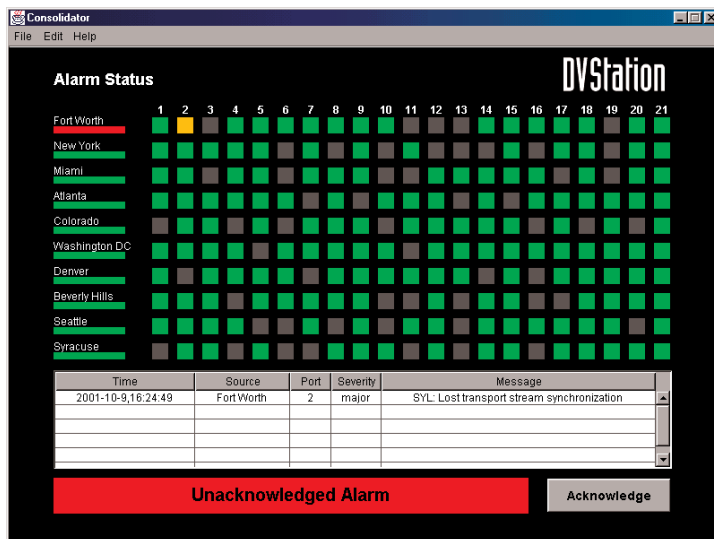 Consolidator
File Edit Help
DVStation
Alarm Status
1 2 3 4 5 6 7 8 9 10 11 12 13 14 15 16 17 18 19 20 21
Fort Worth
New York
Miami
Atlanta
Colorado
Washington DC
Denver
Beverly Hills
Seattle
Syracuse
Time Source Port Severity Message
2001-10-9,16:24:49 Fort Worth 2 major SYL: Lost transport stream synchronization
Unacknowledged Alarm
Acknowledge